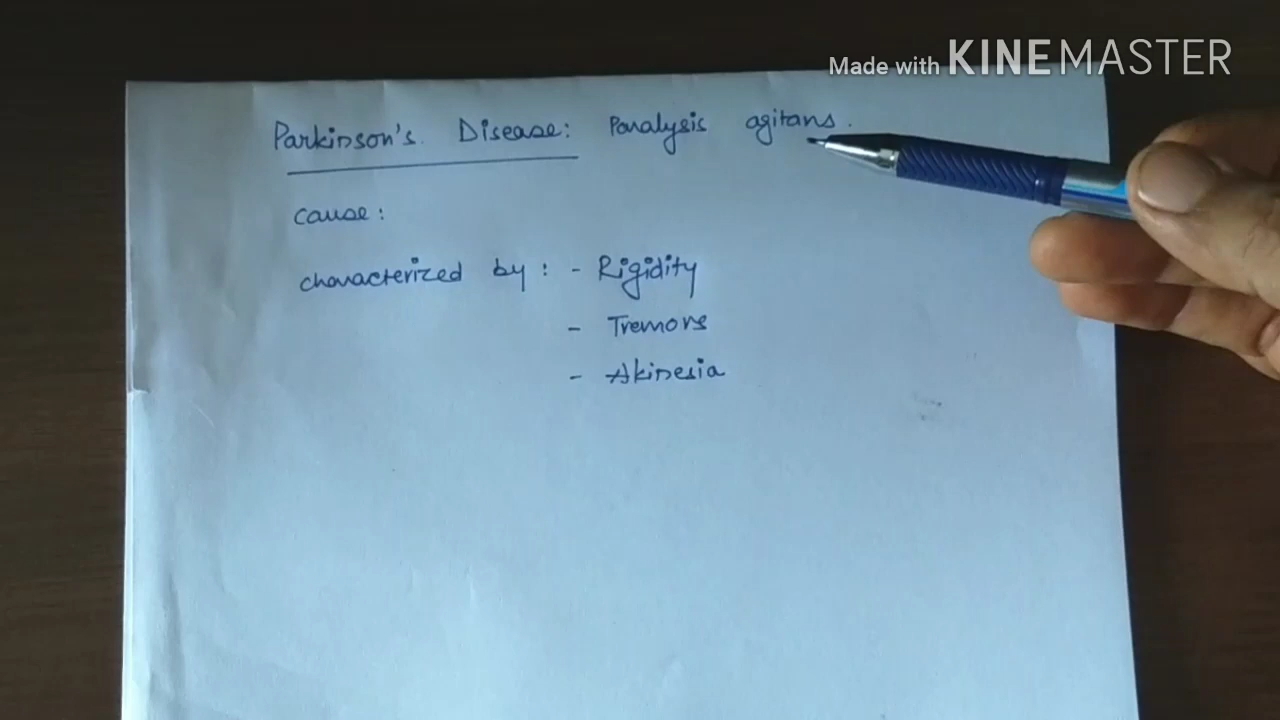 Made with KINEMASTER
Parkinson's. Disease: Paralysis agitans.
cause:
characterized by: - Rigidity
- Tremors
- Akinesia